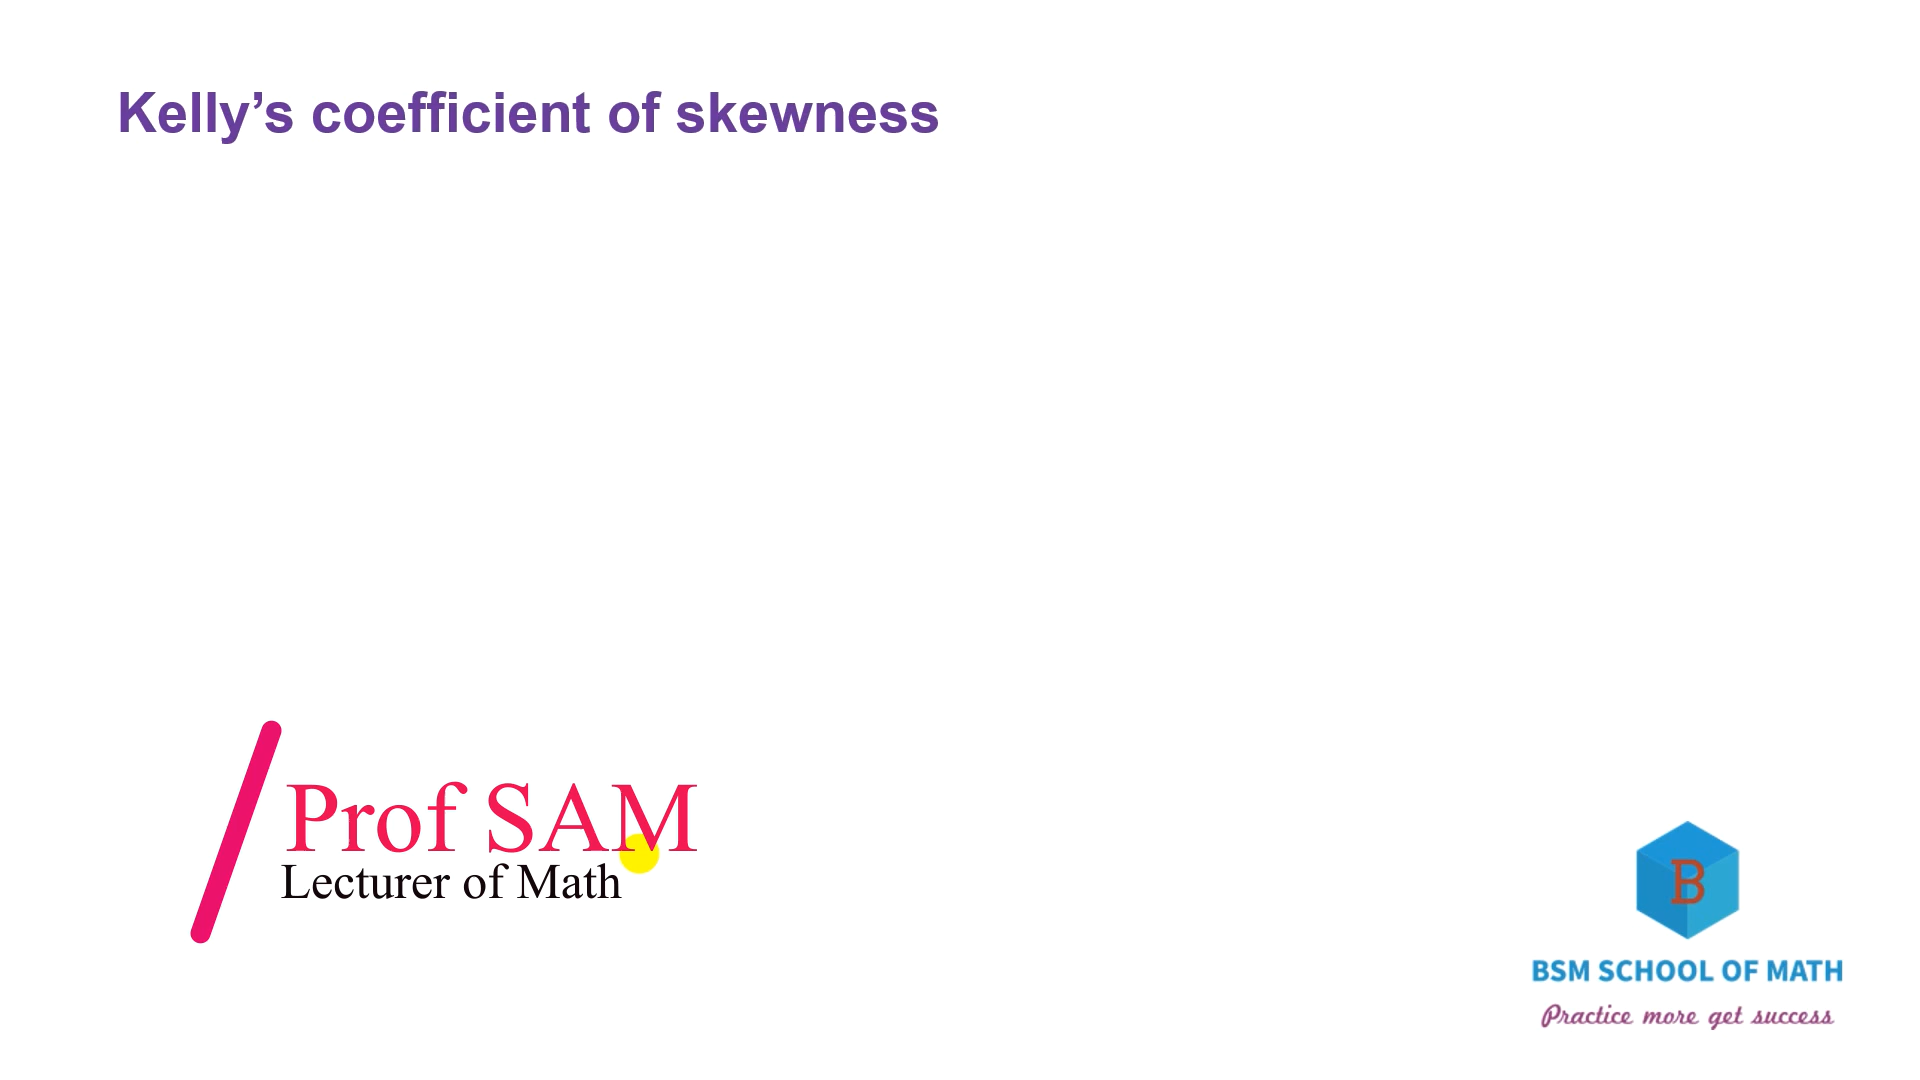 Kelly’s coefficient of skewness
Prof SAM
Lecturer of Math
B
BSM SCHOOL OF MATH
Practice more get success